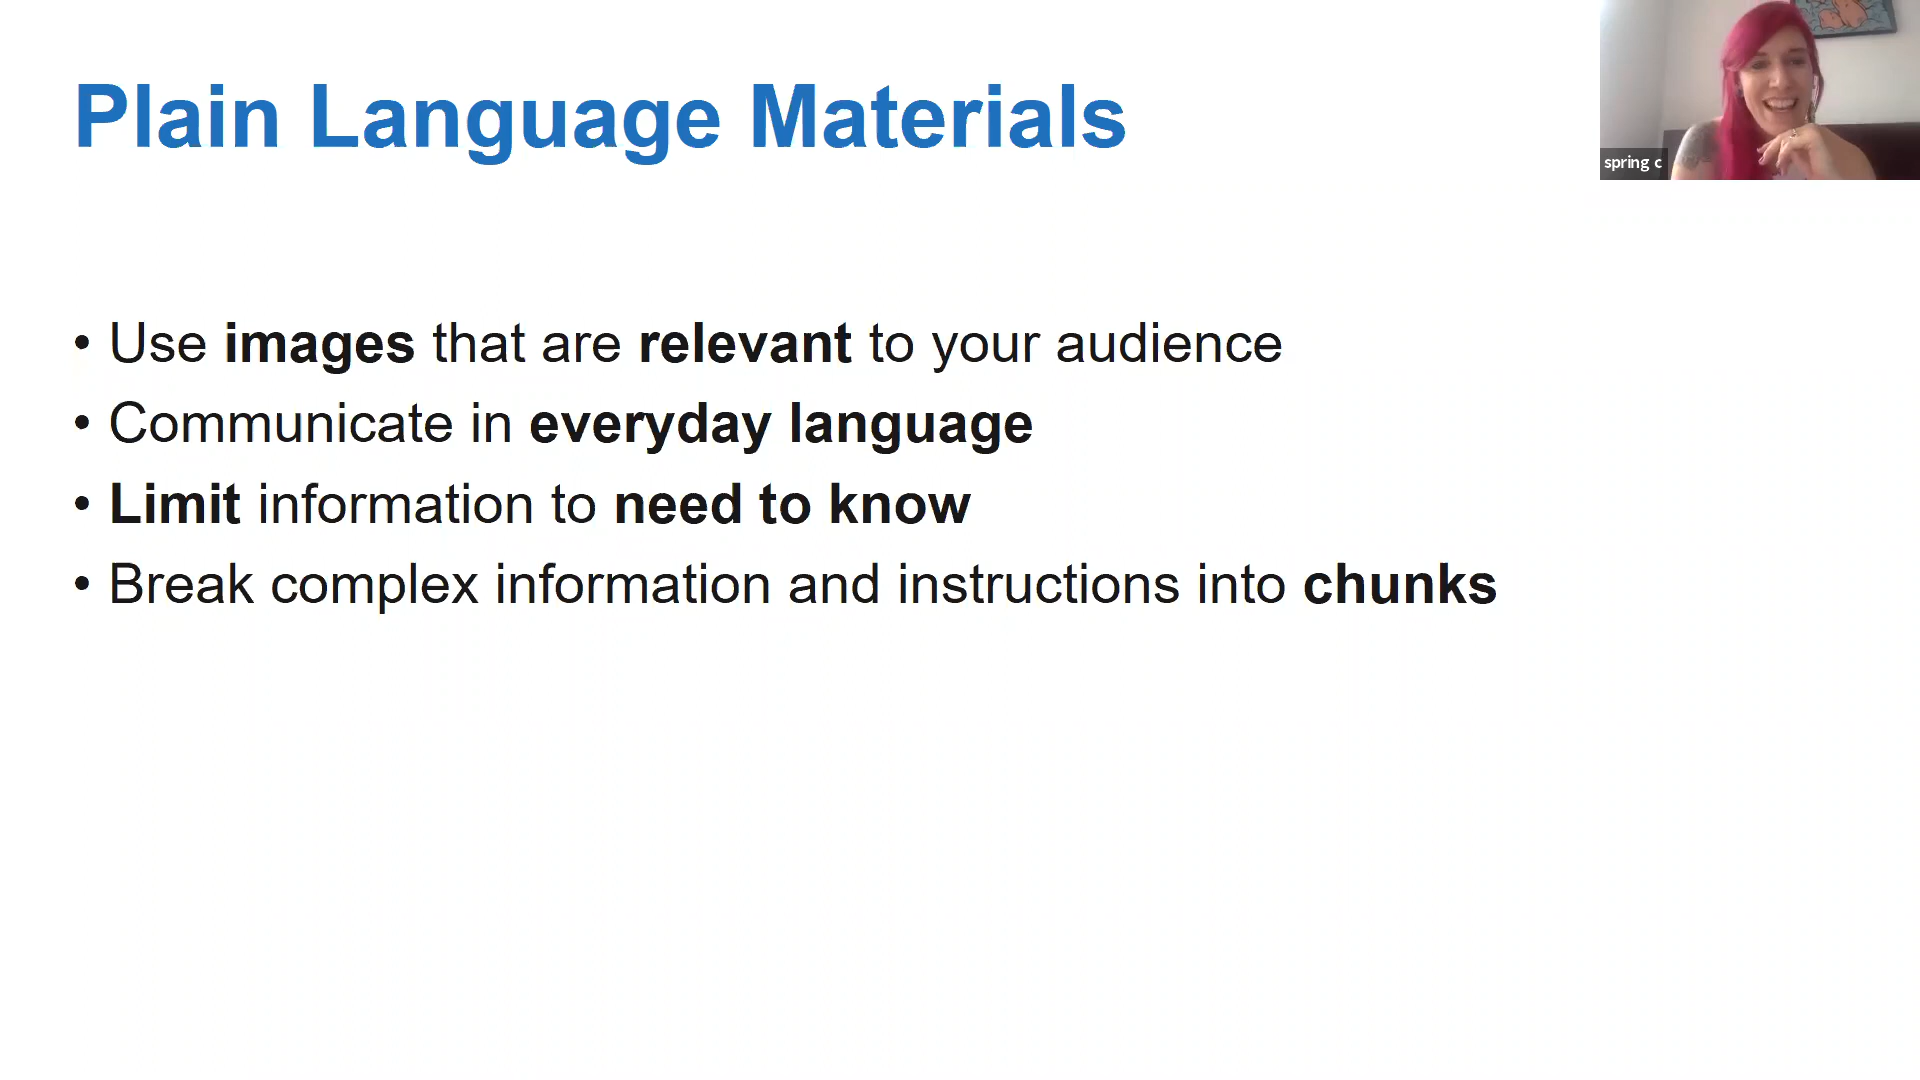 Plain Language Materials
spring c
• Use images that are relevant to your audience
• Communicate in everyday language
• Limit information to need to know
• Break complex information and instructions into chunks